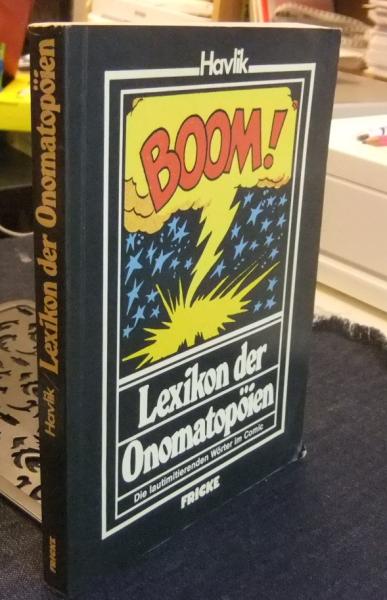 Havlik
BOOM!
Lexikon der
Onomatopöien
Die lautimitierenden Wörter im Comic
FRICKE
Havlik / Lexikon der Onomatopöien
FRICKE